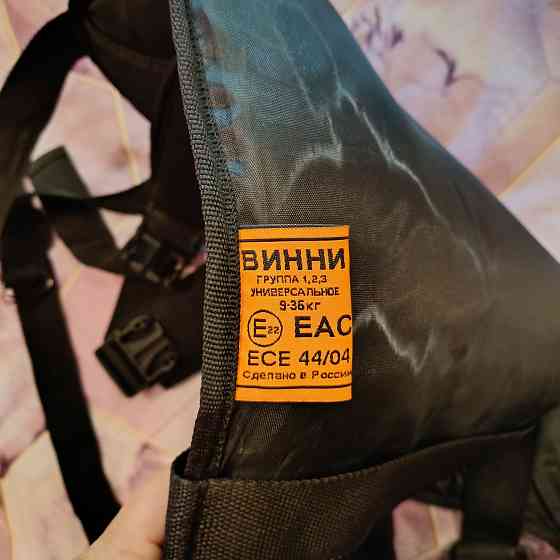 ВИННИ
ГРУППА 1,2,3
УНИВЕРСАЛЬНОЕ
9-36кг
E22 EAC
ECE 44/04
Сделано в России